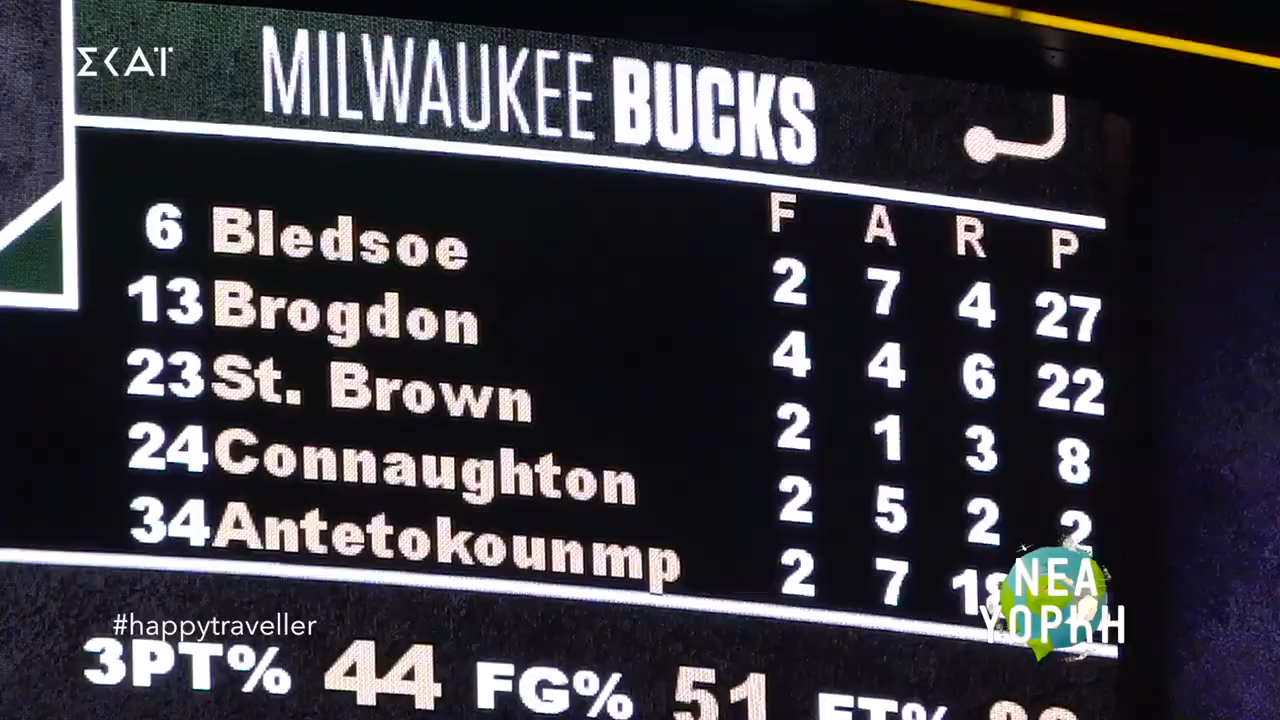 ΣΚΑΪ
MILWAUKEE BUCKS
F A R P
6 Bledsoe 2 7 4 27
13 Brogdon 4 4 6 22
23 St. Brown 2 1 3 8
24 Connaughton 2 5 2 2
34 Antetokounmp 2 7
ΝΕΑ
ΥΟΡΚΗ
#happytraveller
3PT% 44 FG% 51 FT%